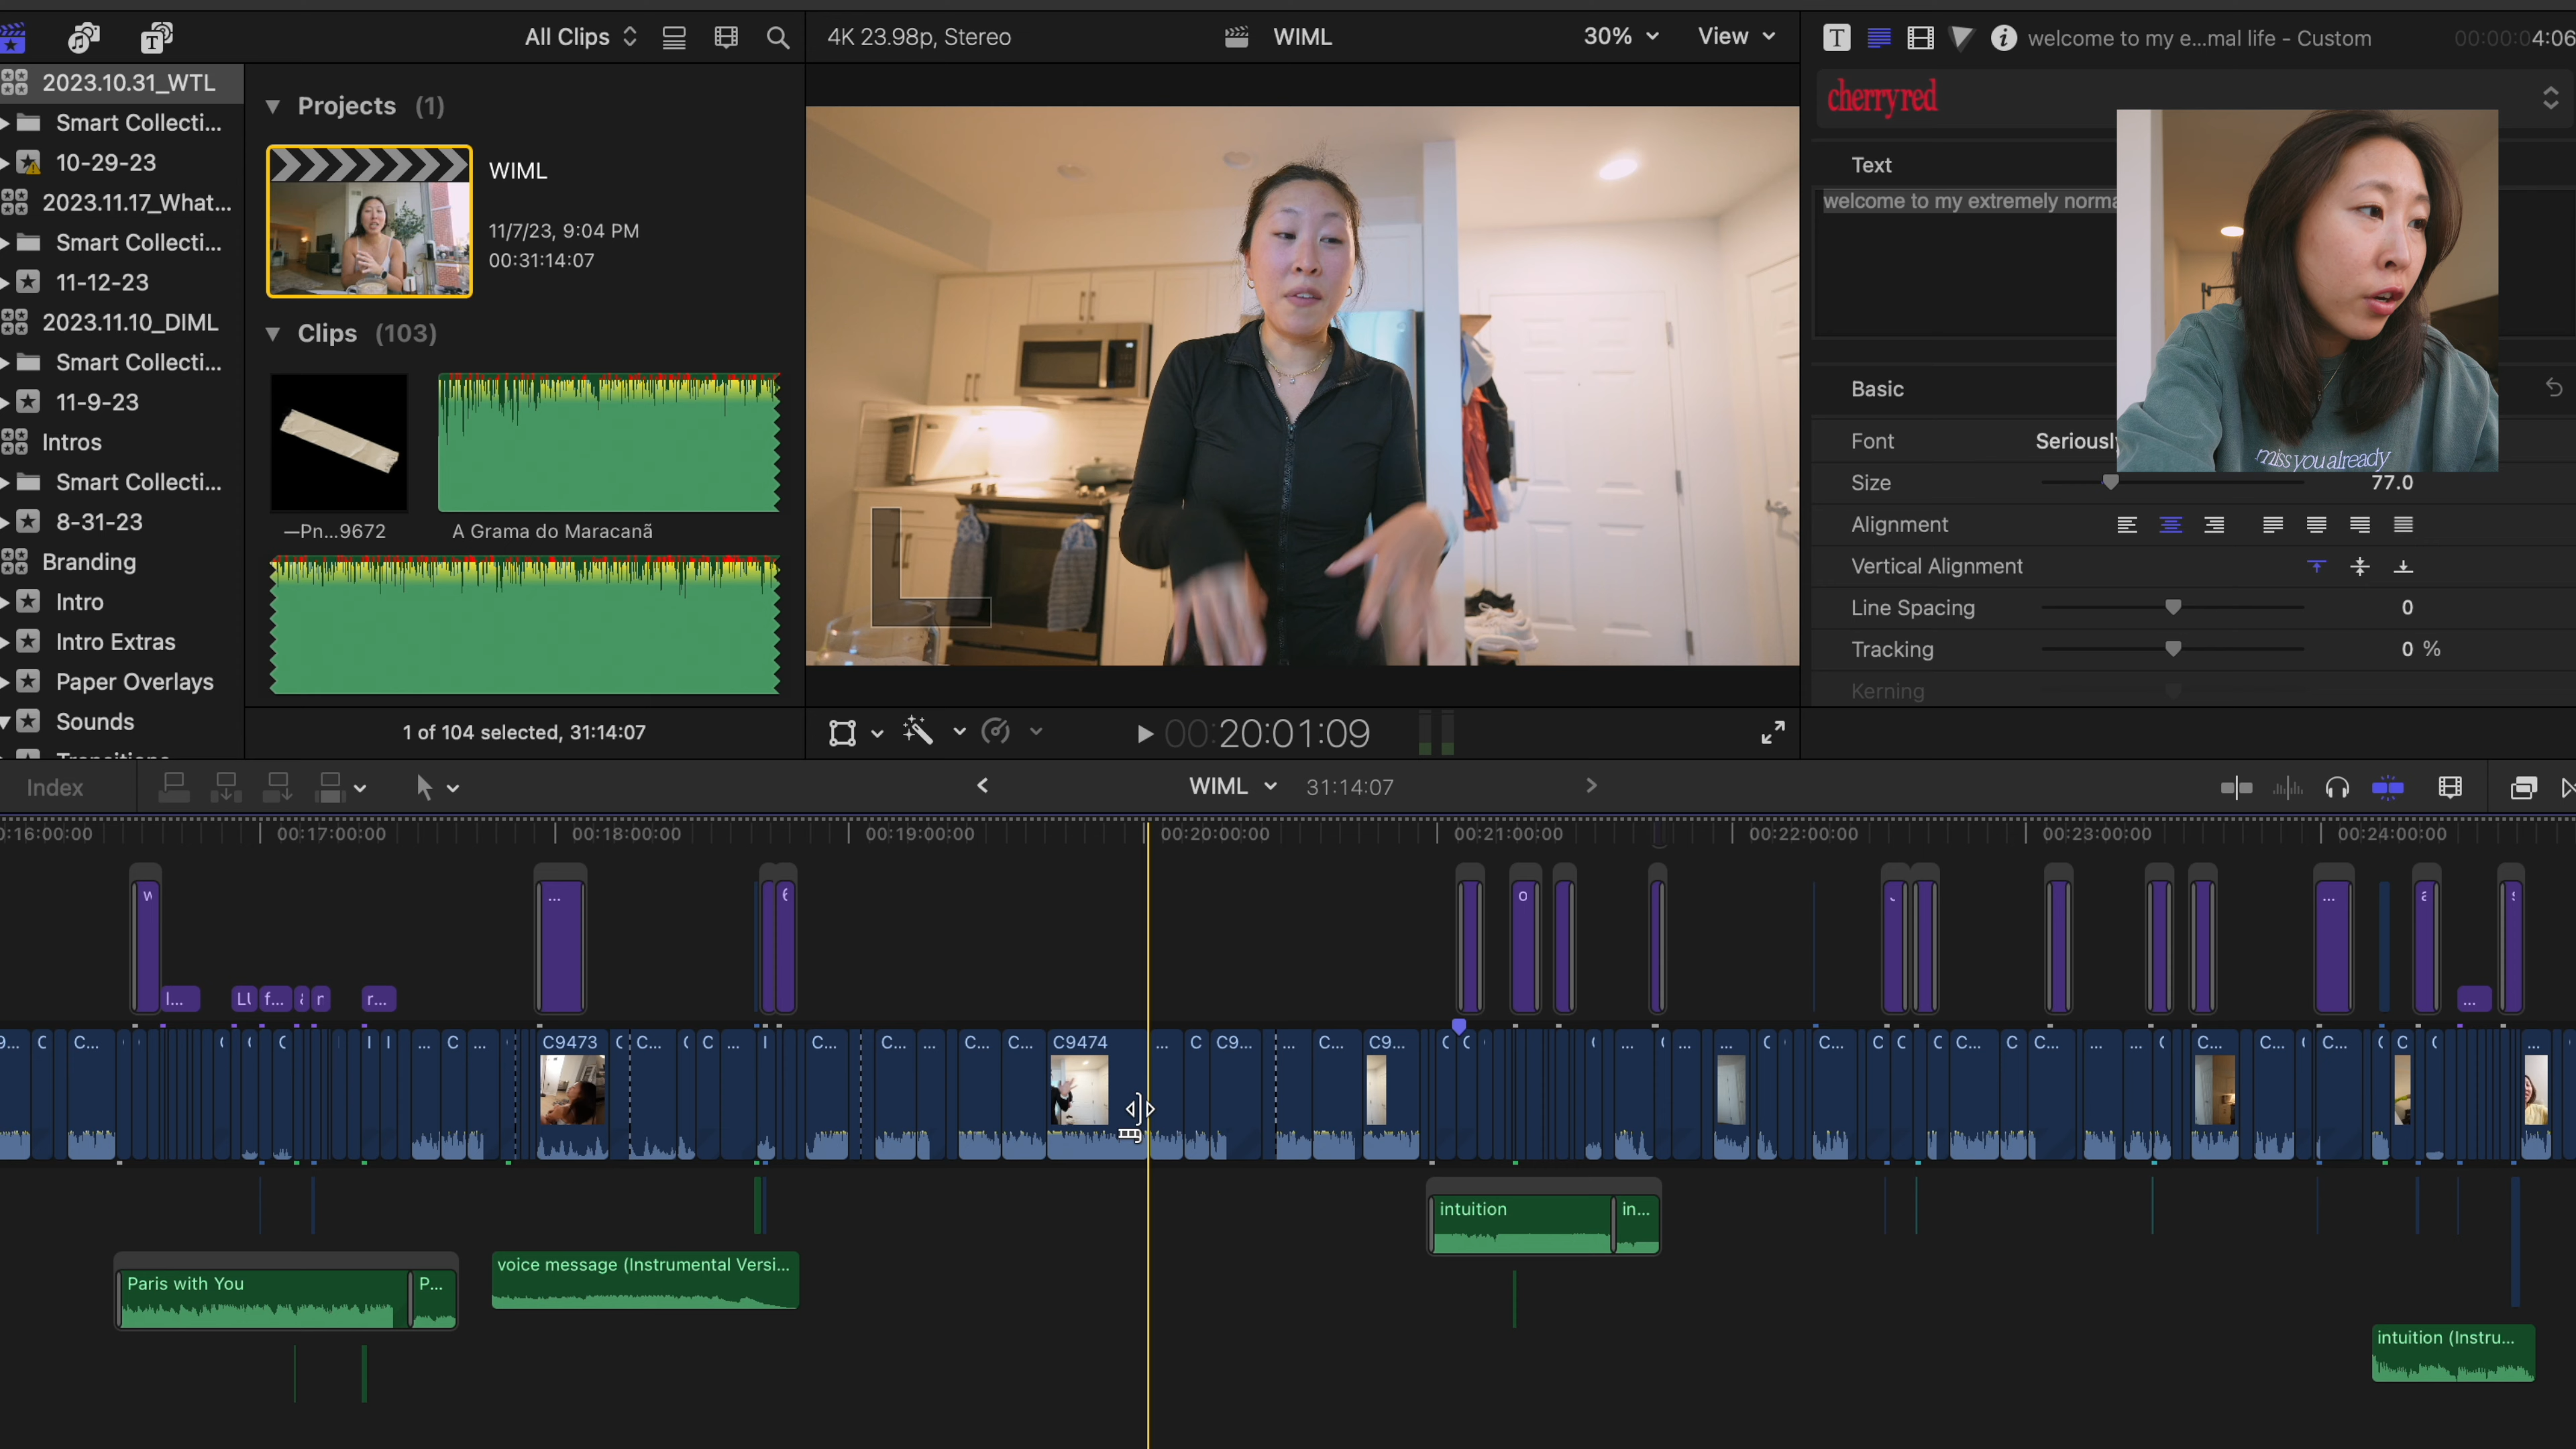 All Clips
4K 23.98p, Stereo
WIML
30%
View
welcome to my e...mal life - Custom
00:00:04:06
2023.10.31_WTL
Smart Collecti...
10-29-23
2023.11.17_What...
Smart Collecti...
11-12-23
2023.11.10_DIML
Smart Collecti...
11-9-23
Intros
Smart Collecti...
8-31-23
Branding
Intro
Intro Extras
Paper Overlays
Sounds
Projects (1)
WIML
11/7/23, 9:04 PM
00:31:14:07
Clips (103)
—Pn...9672
A Grama do Maracanã
1 of 104 selected, 31:14:07
00:20:01:09
cherryred
Text
welcome to my extremely norma
miss you already
Basic
Font
Seriously
Size
77.0
Alignment
Vertical Alignment
Line Spacing
0
Tracking
0 %
Kerning
Index
WIML
31:14:07
0:16:00:00
00:17:00:00
00:18:00:00
00:19:00:00
00:20:00:00
00:21:00:00
00:22:00:00
00:23:00:00
00:24:00:00
C9473
C9474
C9...
C9...
intuition
in...
Paris with You
P...
voice message (Instrumental Versi...
intuition (Instru...